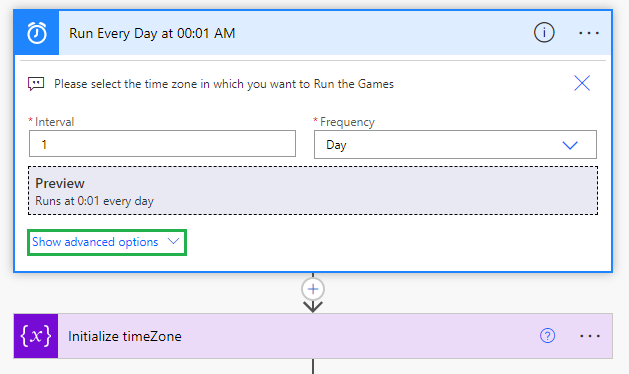 Run Every Day at 00:01 AM
Please select the time zone in which you want to Run the Games
*Interval
*Frequency
1
Day
Preview
Runs at 0:01 every day
Show advanced options
{x}
Initialize timeZone